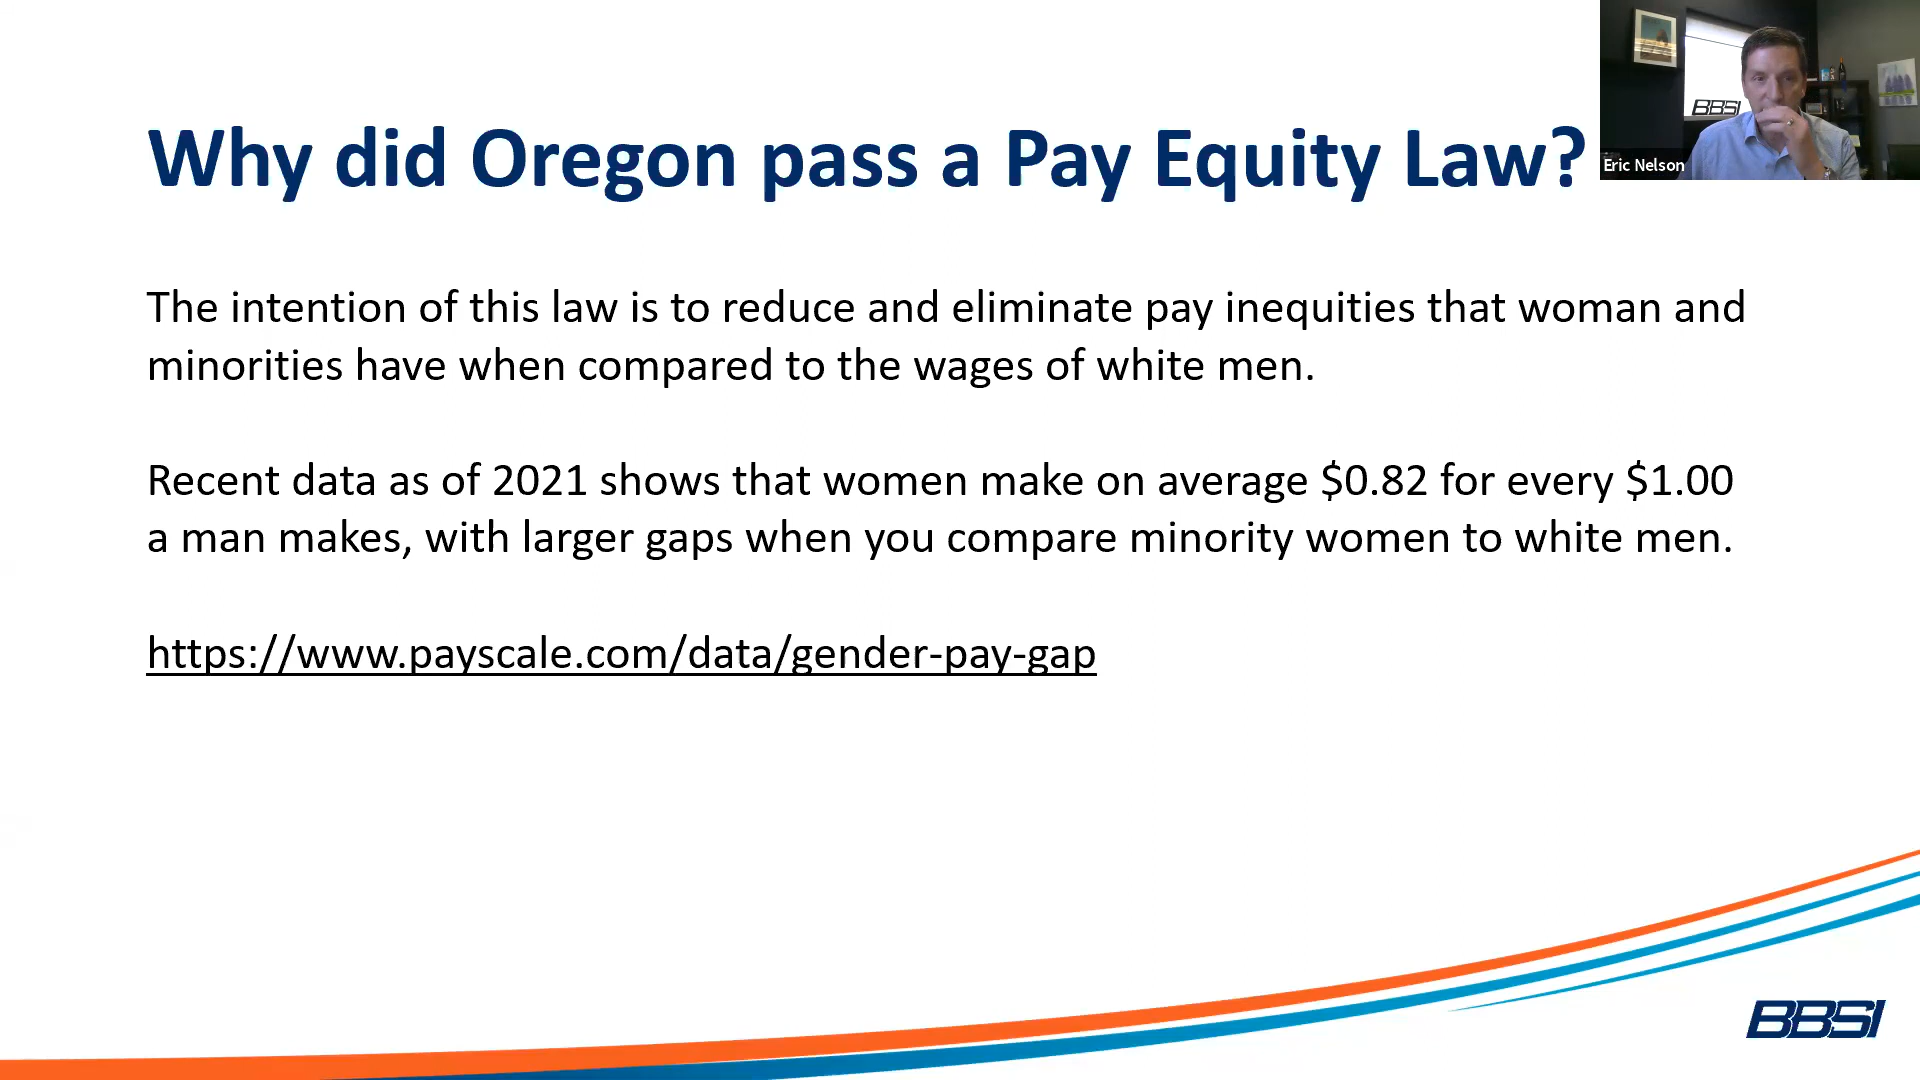 Why did Oregon pass a Pay Equity Law?
BBSI
Eric Nelson
The intention of this law is to reduce and eliminate pay inequities that woman and
minorities have when compared to the wages of white men.
Recent data as of 2021 shows that women make on average $0.82 for every $1.00
a man makes, with larger gaps when you compare minority women to white men.
https://www.payscale.com/data/gender-pay-gap
BBSI